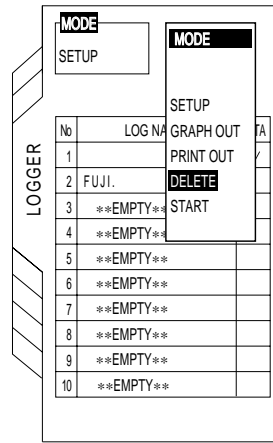 MODE
SETUP
MODE
SETUP
GRAPH OUT
PRINT OUT
DELETE
START
LOGGER
No LOG NA TA
1
2 FUJI.
3 **EMPTY**
4 **EMPTY**
5 **EMPTY**
6 **EMPTY**
7 **EMPTY**
8 **EMPTY**
9 **EMPTY**
10 **EMPTY**